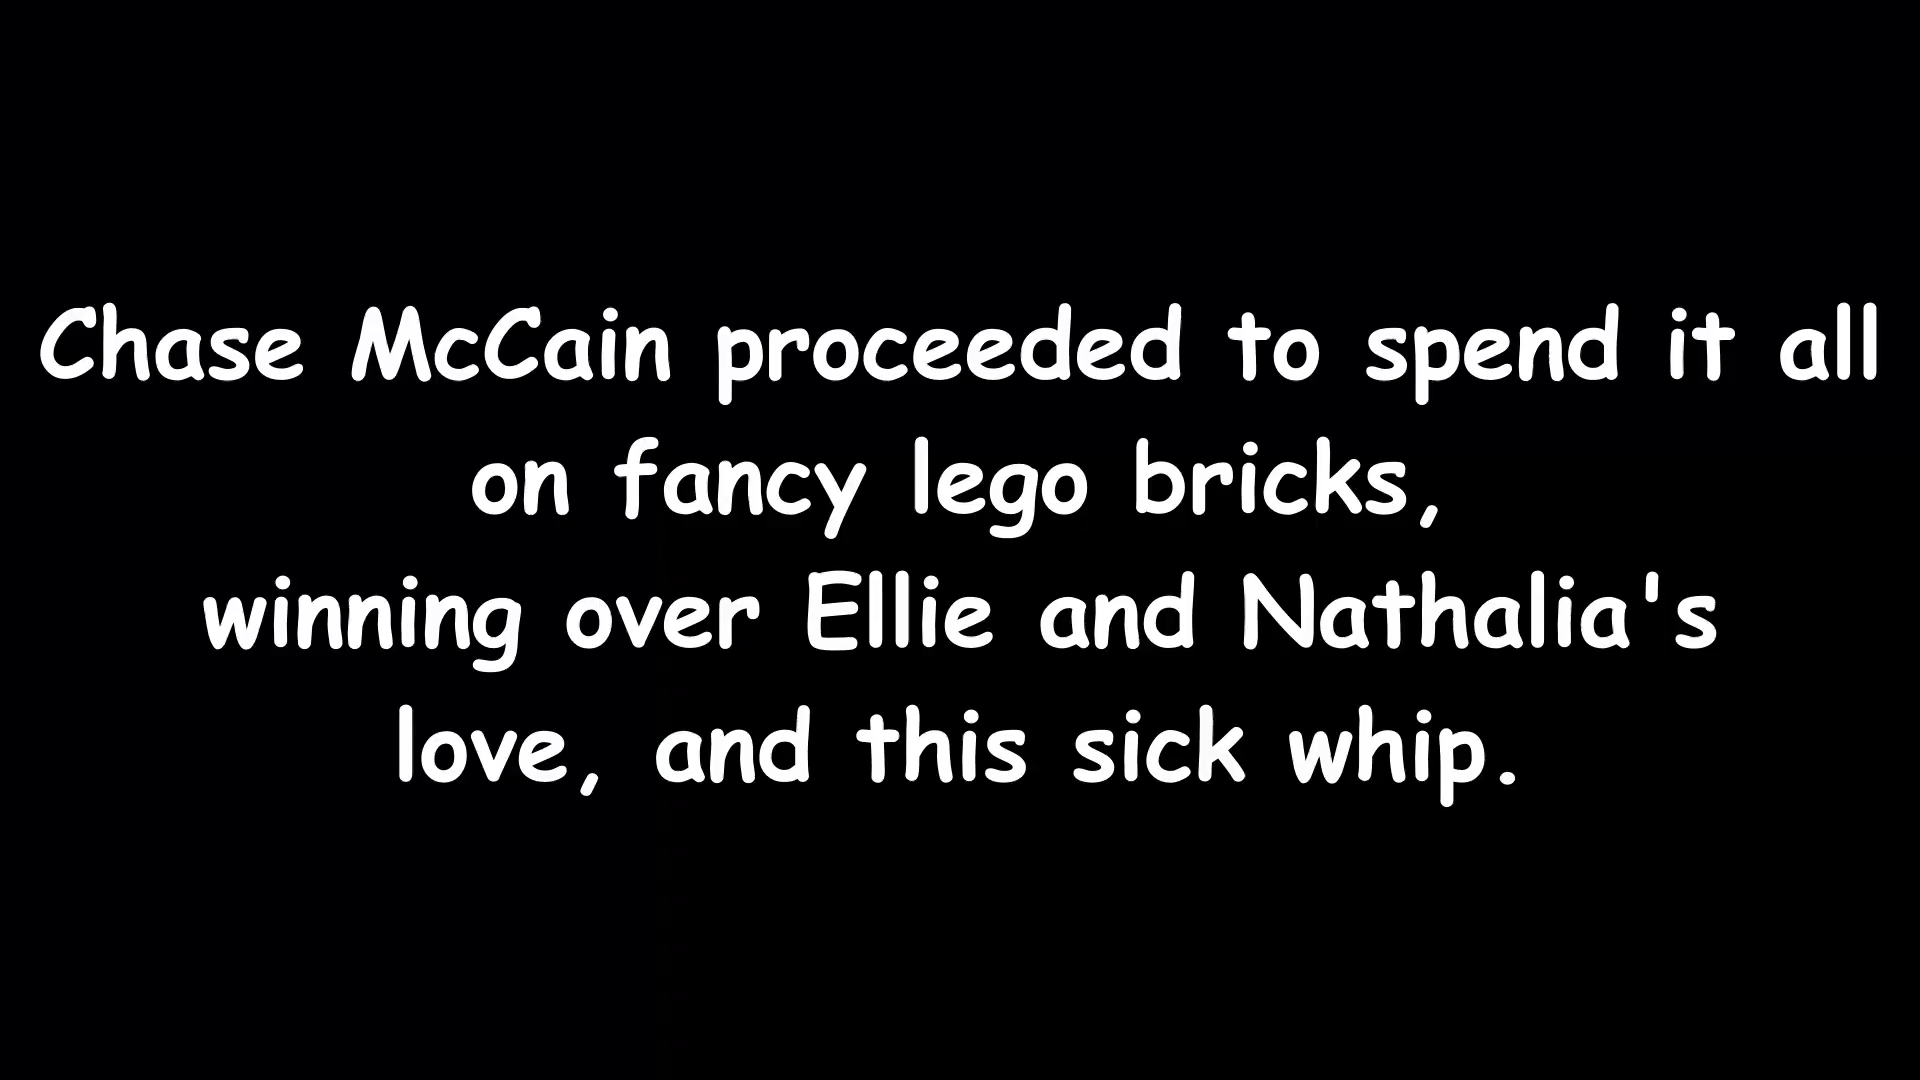 Chase McCain proceeded to spend it all
on fancy lego bricks,
winning over Ellie and Nathalia's
love, and this sick whip.